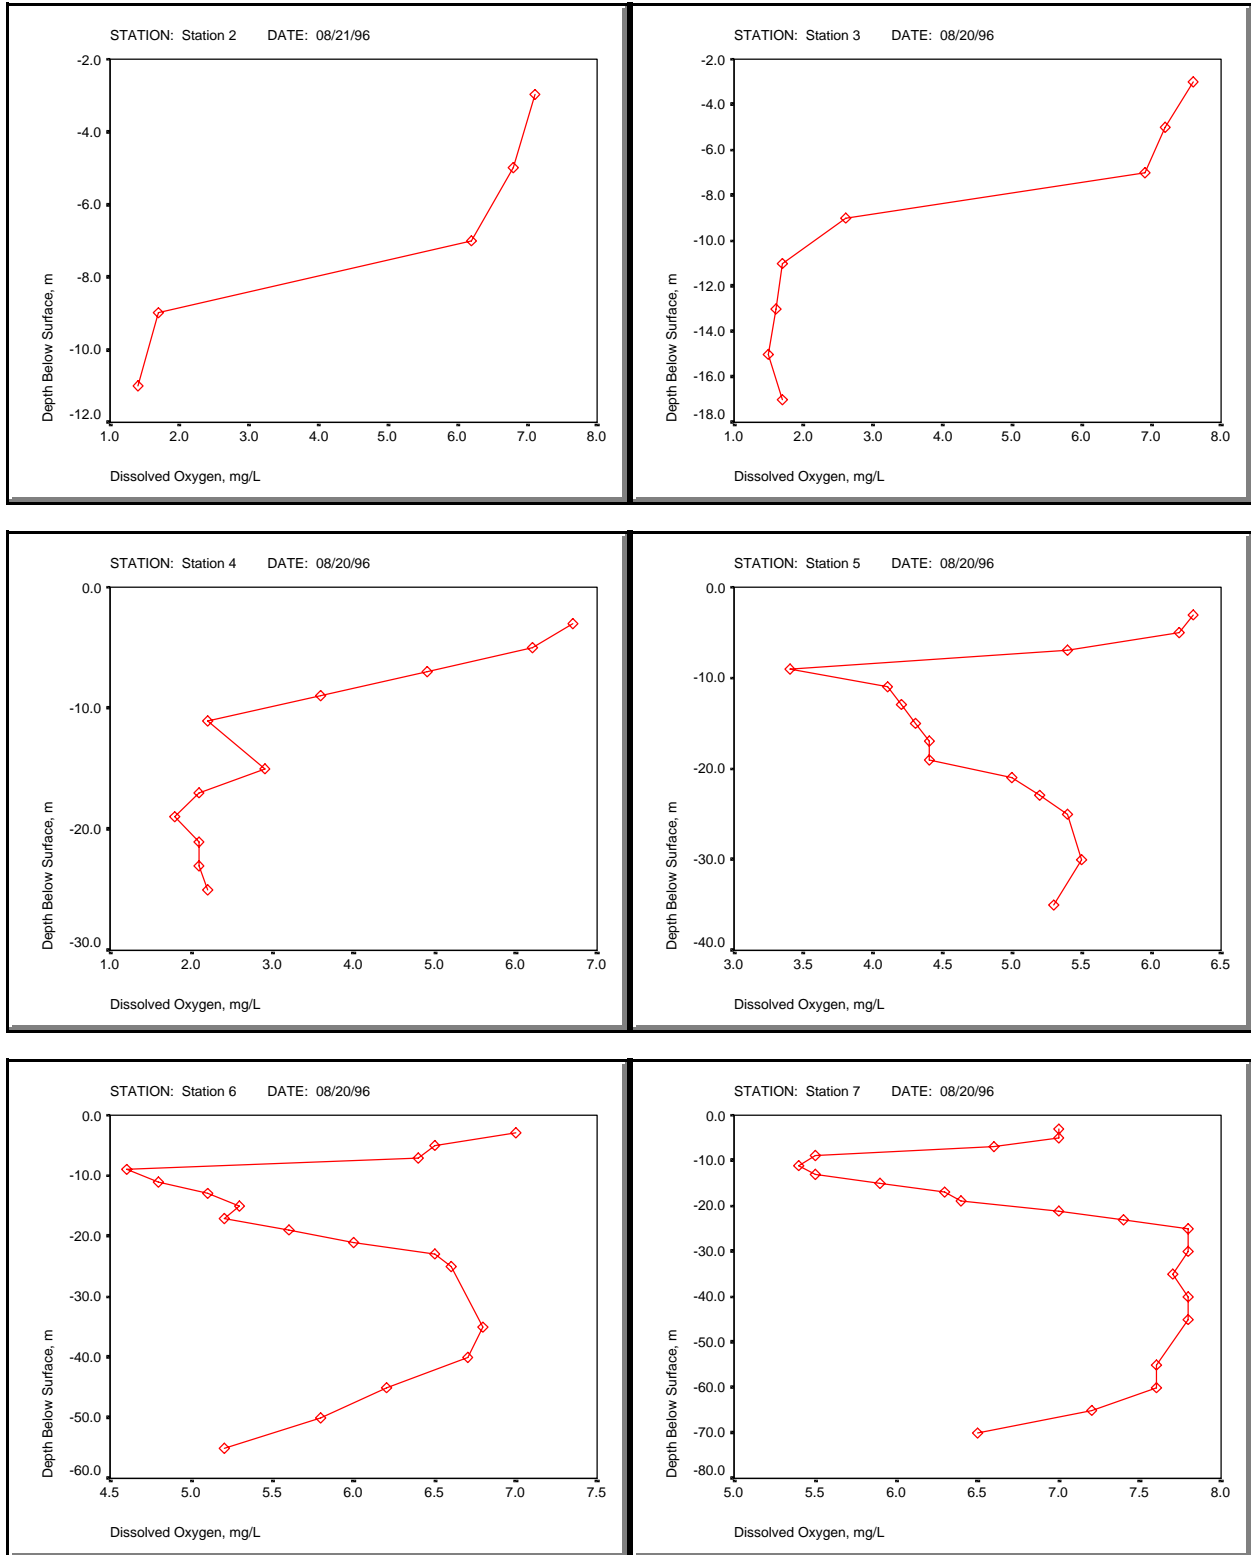 STATION: Station 2 DATE: 08/21/96
-2.0
-4.0
-6.0
-8.0
-10.0
-12.0
Depth Below Surface, m
1.0 2.0 3.0 4.0 5.0 6.0 7.0 8.0
Dissolved Oxygen, mg/L
STATION: Station 3 DATE: 08/20/96
-2.0
-4.0
-6.0
-8.0
-10.0
-12.0
-14.0
-16.0
-18.0
Depth Below Surface, m
1.0 2.0 3.0 4.0 5.0 6.0 7.0 8.0
Dissolved Oxygen, mg/L
STATION: Station 4 DATE: 08/20/96
0.0
-10.0
-20.0
-30.0
Depth Below Surface, m
1.0 2.0 3.0 4.0 5.0 6.0 7.0
Dissolved Oxygen, mg/L
STATION: Station 5 DATE: 08/20/96
0.0
-10.0
-20.0
-30.0
-40.0
Depth Below Surface, m
3.0 3.5 4.0 4.5 5.0 5.5 6.0 6.5
Dissolved Oxygen, mg/L
STATION: Station 6 DATE: 08/20/96
0.0
-10.0
-20.0
-30.0
-40.0
-50.0
-60.0
Depth Below Surface, m
4.5 5.0 5.5 6.0 6.5 7.0 7.5
Dissolved Oxygen, mg/L
STATION: Station 7 DATE: 08/20/96
0.0
-10.0
-20.0
-30.0
-40.0
-50.0
-60.0
-70.0
-80.0
Depth Below Surface, m
5.0 5.5 6.0 6.5 7.0 7.5 8.0
Dissolved Oxygen, mg/L